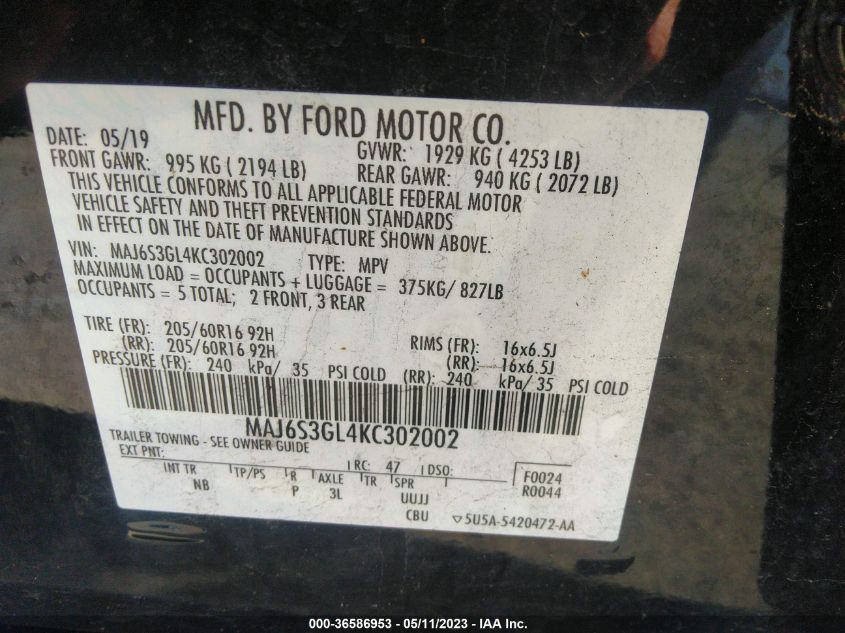 MFD. BY FORD MOTOR CO.
DATE: 05/19 GVWR: 1929 KG ( 4253 LB)
FRONT GAWR: 995 KG ( 2194 LB) REAR GAWR: 940 KG ( 2072 LB)
THIS VEHICLE CONFORMS TO ALL APPLICABLE FEDERAL MOTOR
VEHICLE SAFETY AND THEFT PREVENTION STANDARDS
IN EFFECT ON THE DATE OF MANUFACTURE SHOWN ABOVE.
VIN: MAJ6S3GL4KC302002 TYPE: MPV
MAXIMUM LOAD = OCCUPANTS + LUGGAGE = 375KG/ 827LB
OCCUPANTS = 5 TOTAL; 2 FRONT, 3 REAR
TIRE (FR): 205/60R16 92H RIMS (FR): 16x6.5J
(RR): 205/60R16 92H (RR): 16x6.5J
PRESSURE (FR): 240 kPa/ 35 PSI COLD (RR): 240 kPa/ 35 PSI COLD
MAJ6S3GL4KC302002
TRAILER TOWING - SEE OWNER GUIDE
EXT PNT: RC: 47 DSO: F0024
R0044
INT TR TP/PS R AXLE TR SPR
NB P 3L UUJJ
CBU ▽5U5A-5420472-AA
000-36586953 - 05/11/2023 - IAA Inc.